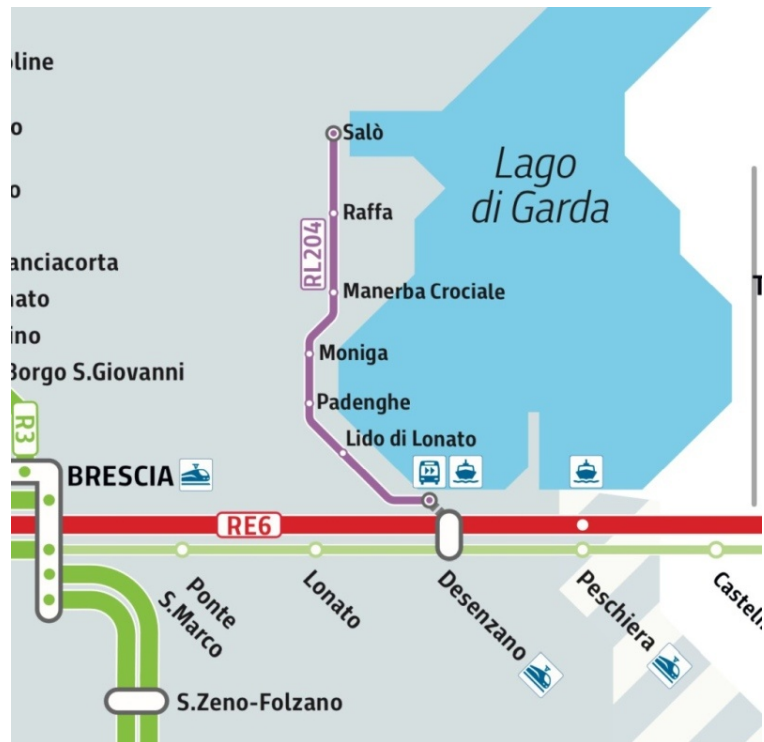 oline
Salò
Lago
di Garda
Raffa
RL204
anciacorta
Manerba Crociale
nato
ino
Moniga
Borgo S.Giovanni
Padenghe
R3
Lido di Lonato
BRESCIA
RE6
Ponte
S.Marco
Lonato
Desenzano
Peschiera
Casteln
S.Zeno-Folzano